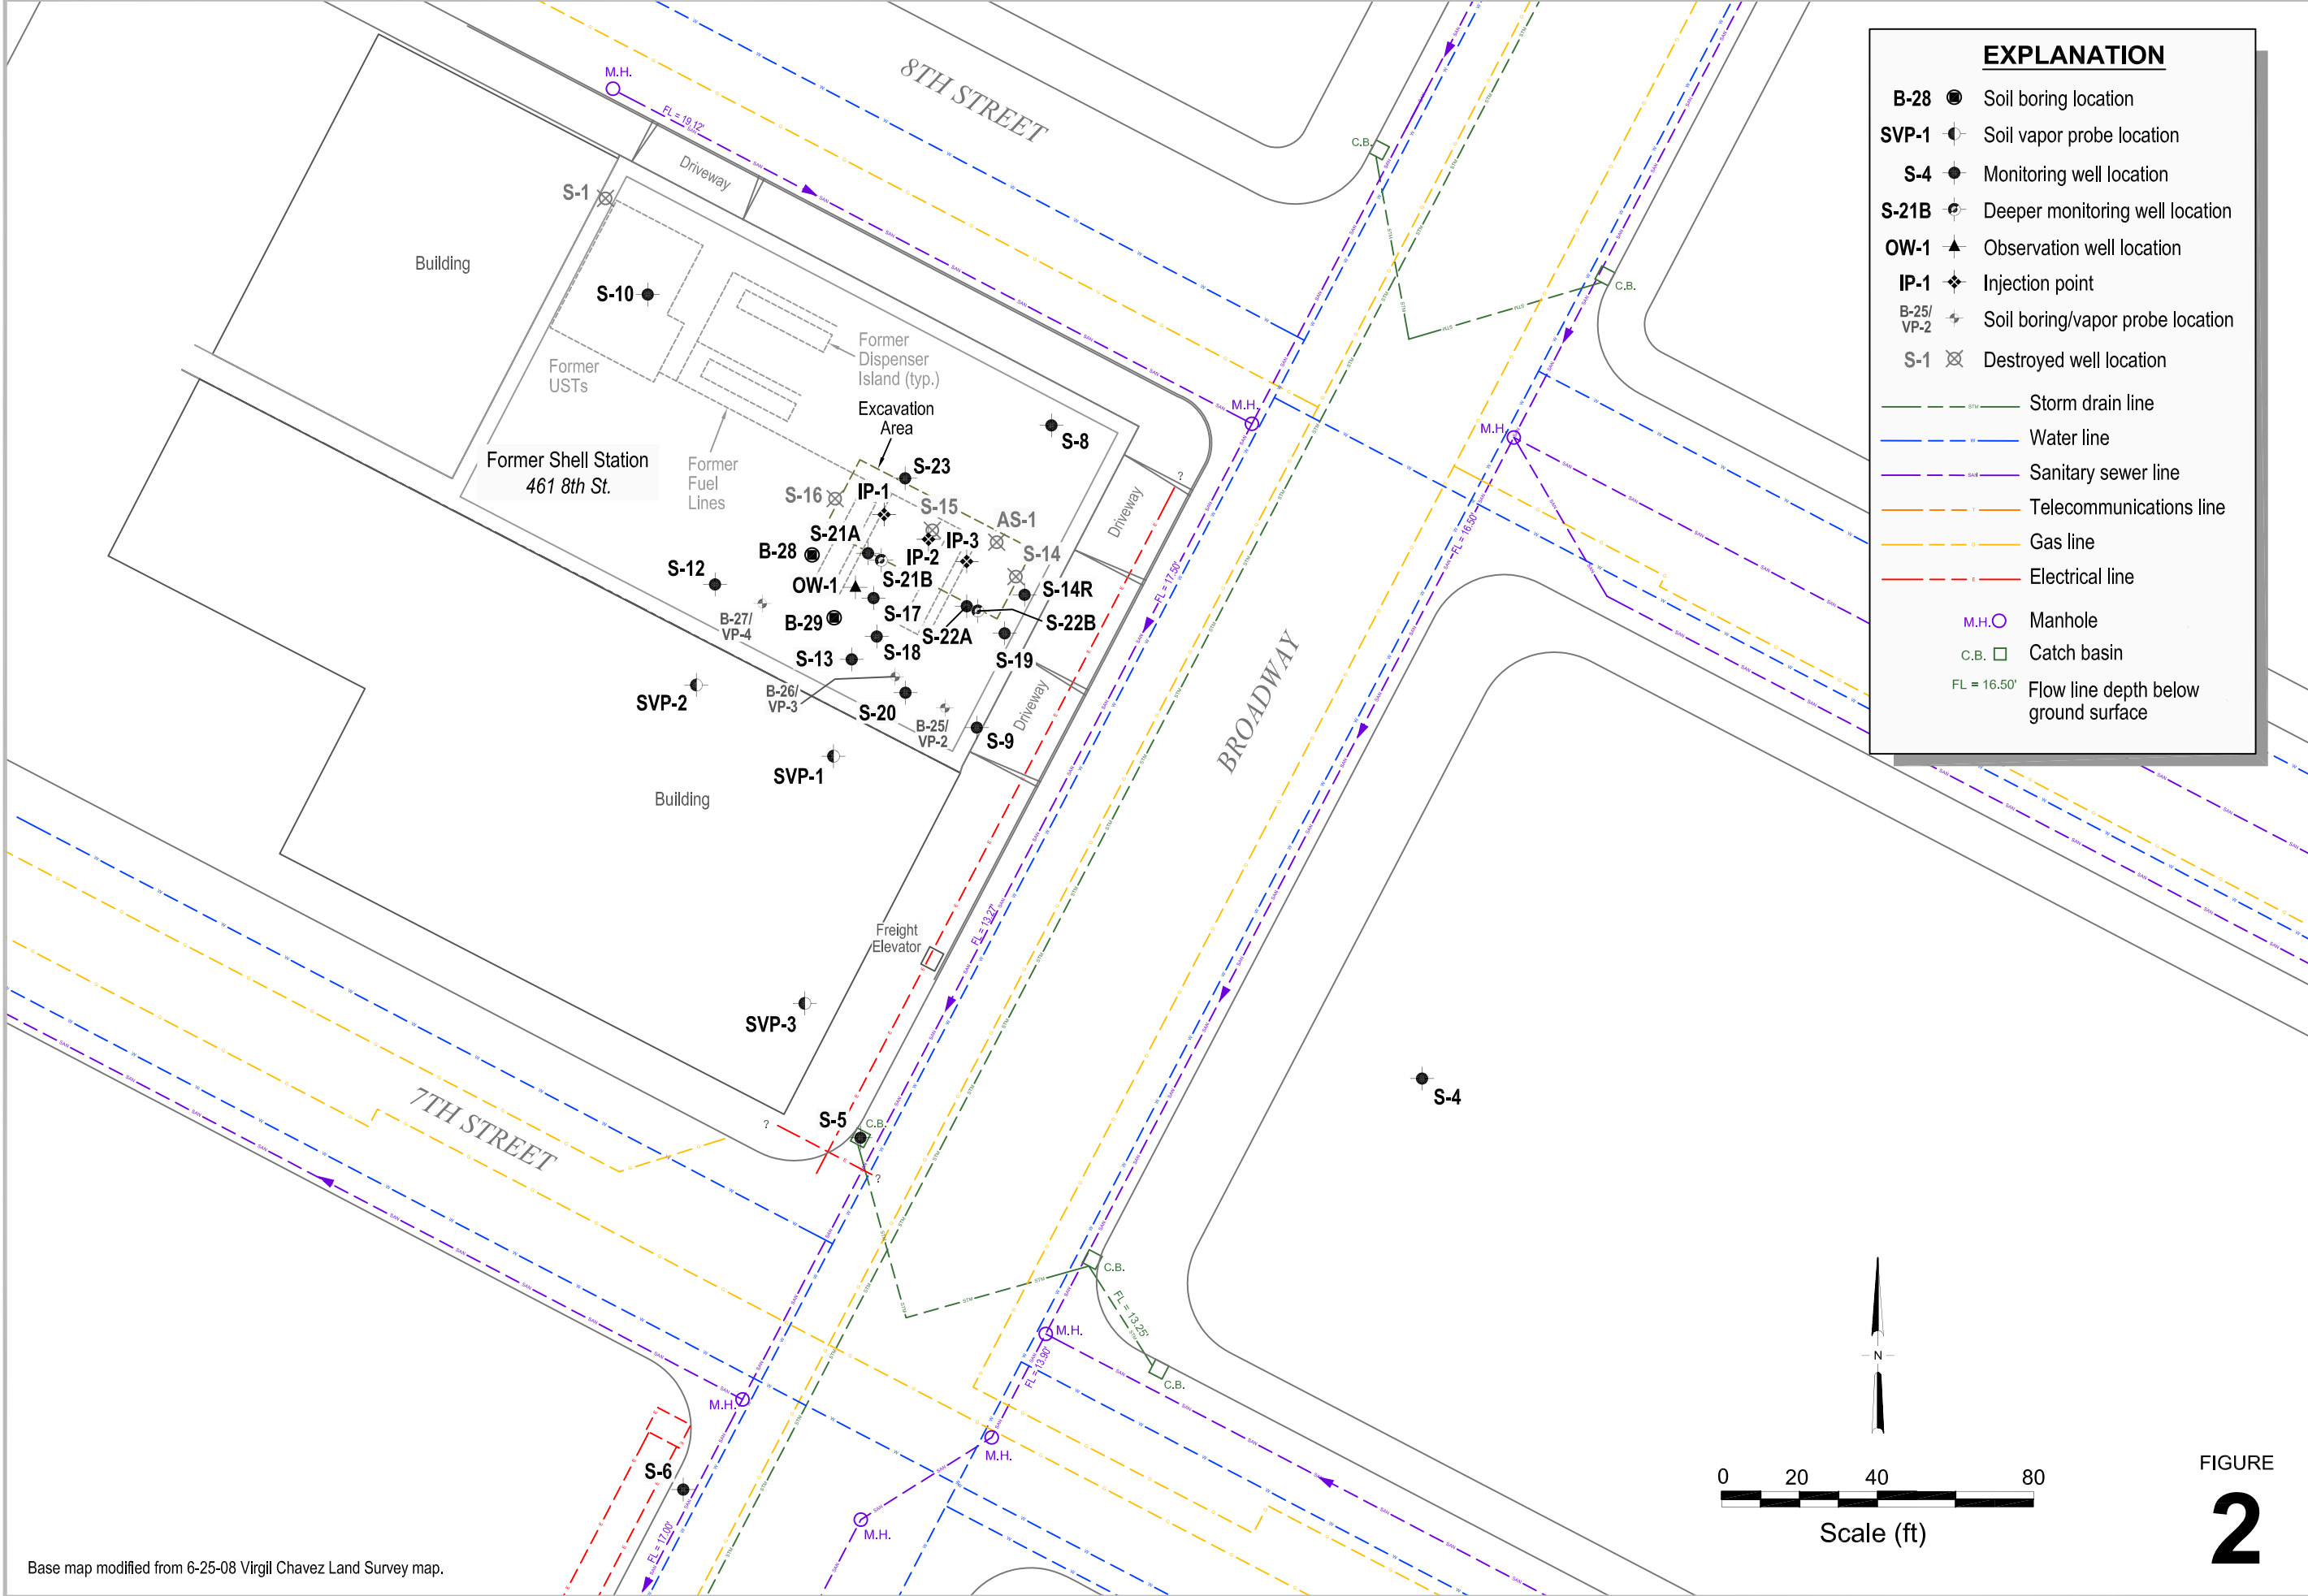 EXPLANATION
B-28 Soil boring location
SVP-1 Soil vapor probe location
S-4 Monitoring well location
S-21B Deeper monitoring well location
OW-1 Observation well location
IP-1 Injection point
B-25/
VP-2 Soil boring/vapor probe location
S-1 Destroyed well location
STM Storm drain line
W Water line
SAN Sanitary sewer line
T Telecommunications line
G Gas line
E Electrical line
M.H. Manhole
C.B. Catch basin
FL = 16.50' Flow line depth below
ground surface
8TH STREET
M.H.
FL = 19.12'
Driveway
S-1
Building
S-10
Former
USTs
Former
Dispenser
Island (typ.)
Excavation
Area
Former Shell Station
461 8th St.
Former
Fuel
Lines
S-8
S-23
IP-1
S-16
S-15
AS-1
S-21A
IP-3
IP-2
S-14
B-28
S-12
OW-1
S-21B
S-14R
S-17
B-27/
VP-4
B-29
S-22A
S-22B
S-18
S-13
S-19
SVP-2
B-26/
VP-3
S-20
B-25/
VP-2
S-9
SVP-1
Building
Driveway
Driveway
?
C.B.
C.B.
M.H.
M.H.
FL = 17.50'
FL = 16.50'
BROADWAY
FL = 13.27'
Freight
Elevator
SVP-3
S-4
7TH STREET
S-5
C.B.
?
?
C.B.
FL = 13.25'
M.H.
FL = 13.90'
C.B.
M.H.
M.H.
M.H.
S-6
FL = 17.00'
N
0 20 40 80
Scale (ft)
FIGURE
2
Base map modified from 6-25-08 Virgil Chavez Land Survey map.